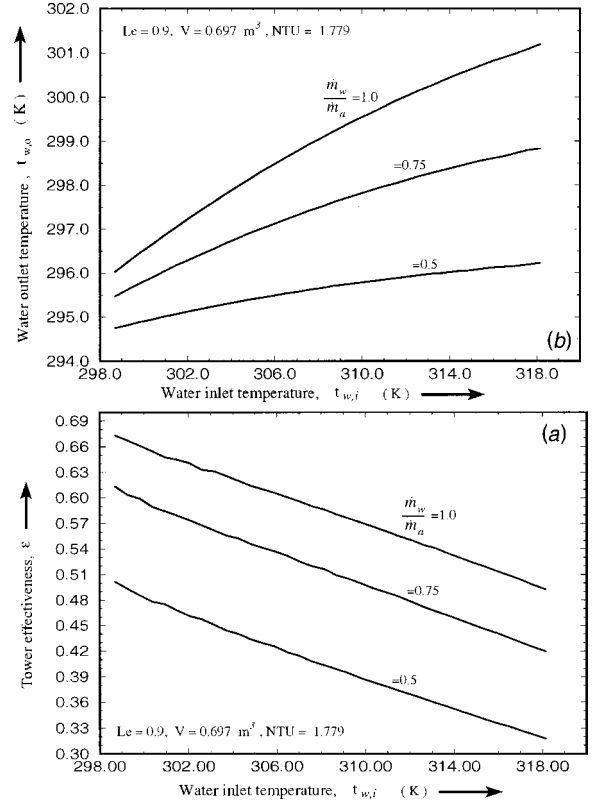 302.0
301.0
300.0
299.0
298.0
297.0
296.0
295.0
294.0
Water outlet temperature , t w,o (K)
Le = 0.9, V = 0.697 m³ , NTU = 1.779
ṁw/ṁa =1.0
=0.75
=0.5
(b)
298.0 302.0 306.0 310.0 314.0 318.0
Water inlet temperature, t w,i (K)
0.69
0.66
0.63
0.60
0.57
0.54
0.51
0.48
0.45
0.42
0.39
0.36
0.33
0.30
Tower effectiveness, ε
(a)
ṁw/ṁa =1.0
=0.75
=0.5
Le = 0.9, V = 0.697 m³ , NTU = 1.779
298.00 302.00 306.00 310.00 314.00 318.00
Water inlet temperature, t w,i (K)